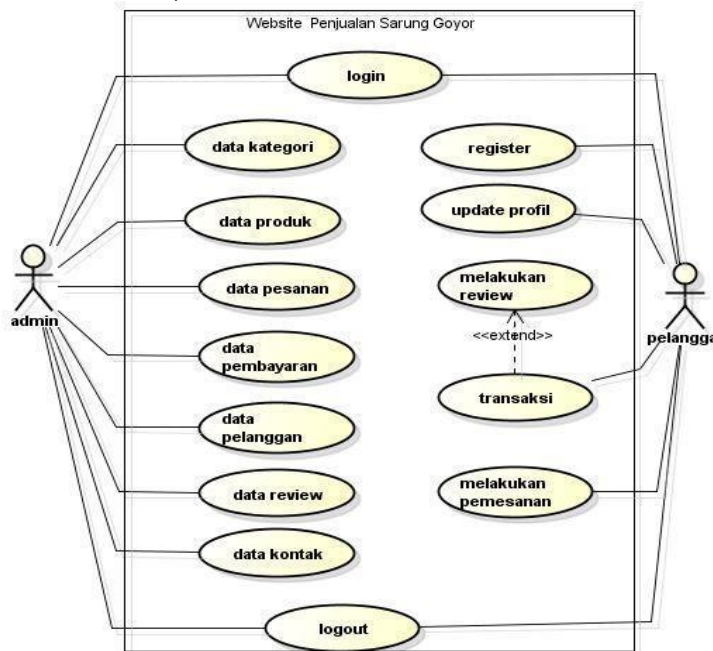 Website Penjualan Sarung Goyor
login
data kategori
register
data produk
update profil
data pesanan
melakukan
review
admin
pelangga
<<extend>>
data
pembayaran
transaksi
data
pelanggan
data review
melakukan
pemesanan
data kontak
logout